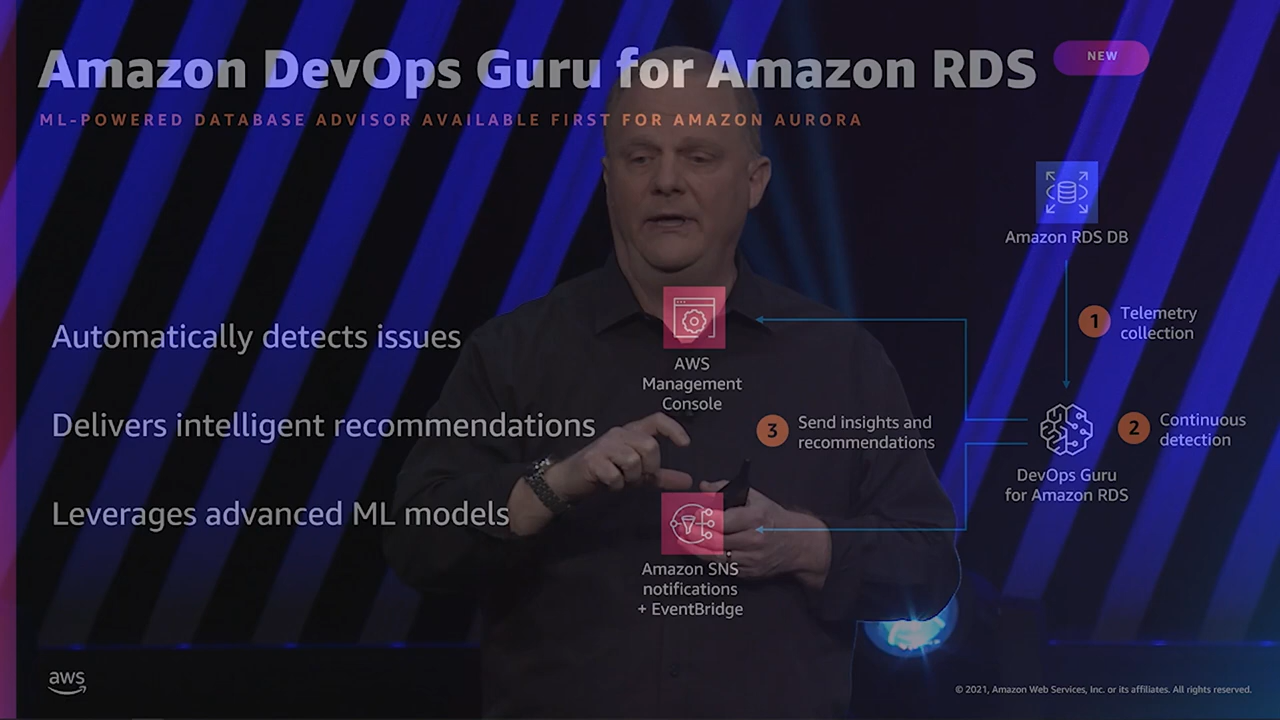 Amazon DevOps Guru for Amazon RDS
NEW
ML-POWERED DATABASE ADVISOR AVAILABLE FIRST FOR AMAZON AURORA
Amazon RDS DB
1
Telemetry
collection
Automatically detects issues
AWS
Management
Console
Delivers intelligent recommendations
3
Send insights and
recommendations
2
Continuous
detection
DevOps Guru
for Amazon RDS
Leverages advanced ML models
Amazon SNS
notifications
+ EventBridge
aws
© 2021, Amazon Web Services, Inc. or its affiliates. All rights reserved.